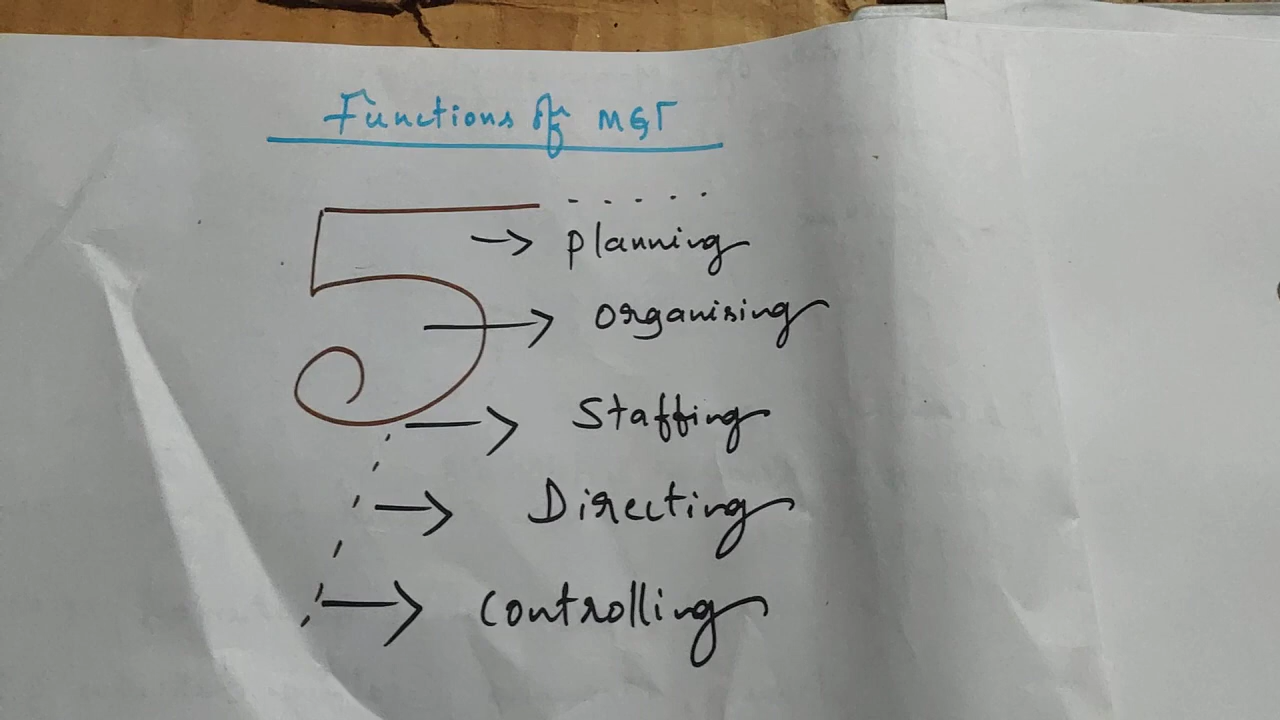 Functions of MGT
5
→ planning
→ organising
→ Staffing
→ Directing
→ controlling